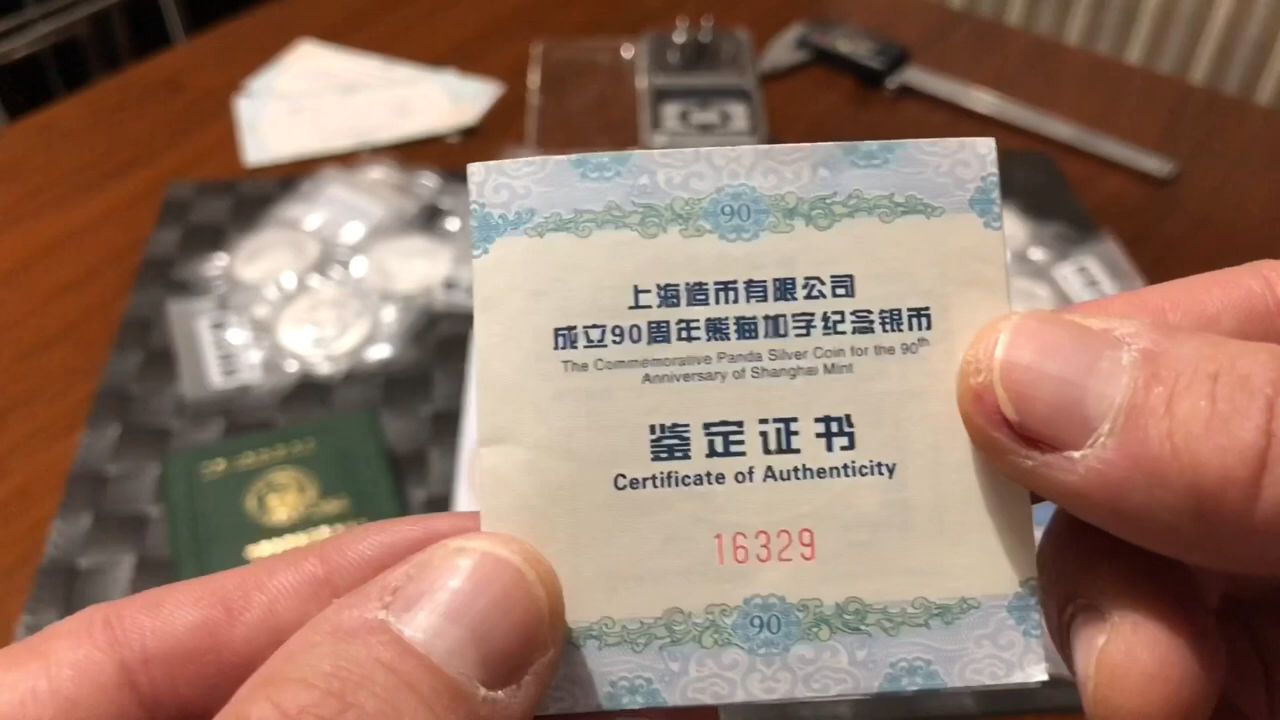 90
上海造币有限公司
成立90周年熊猫加字纪念银币
The Commemorative Panda Silver Coin for the 90th
Anniversary of Shanghai Mint
鉴定证书
Certificate of Authenticity
16329
90